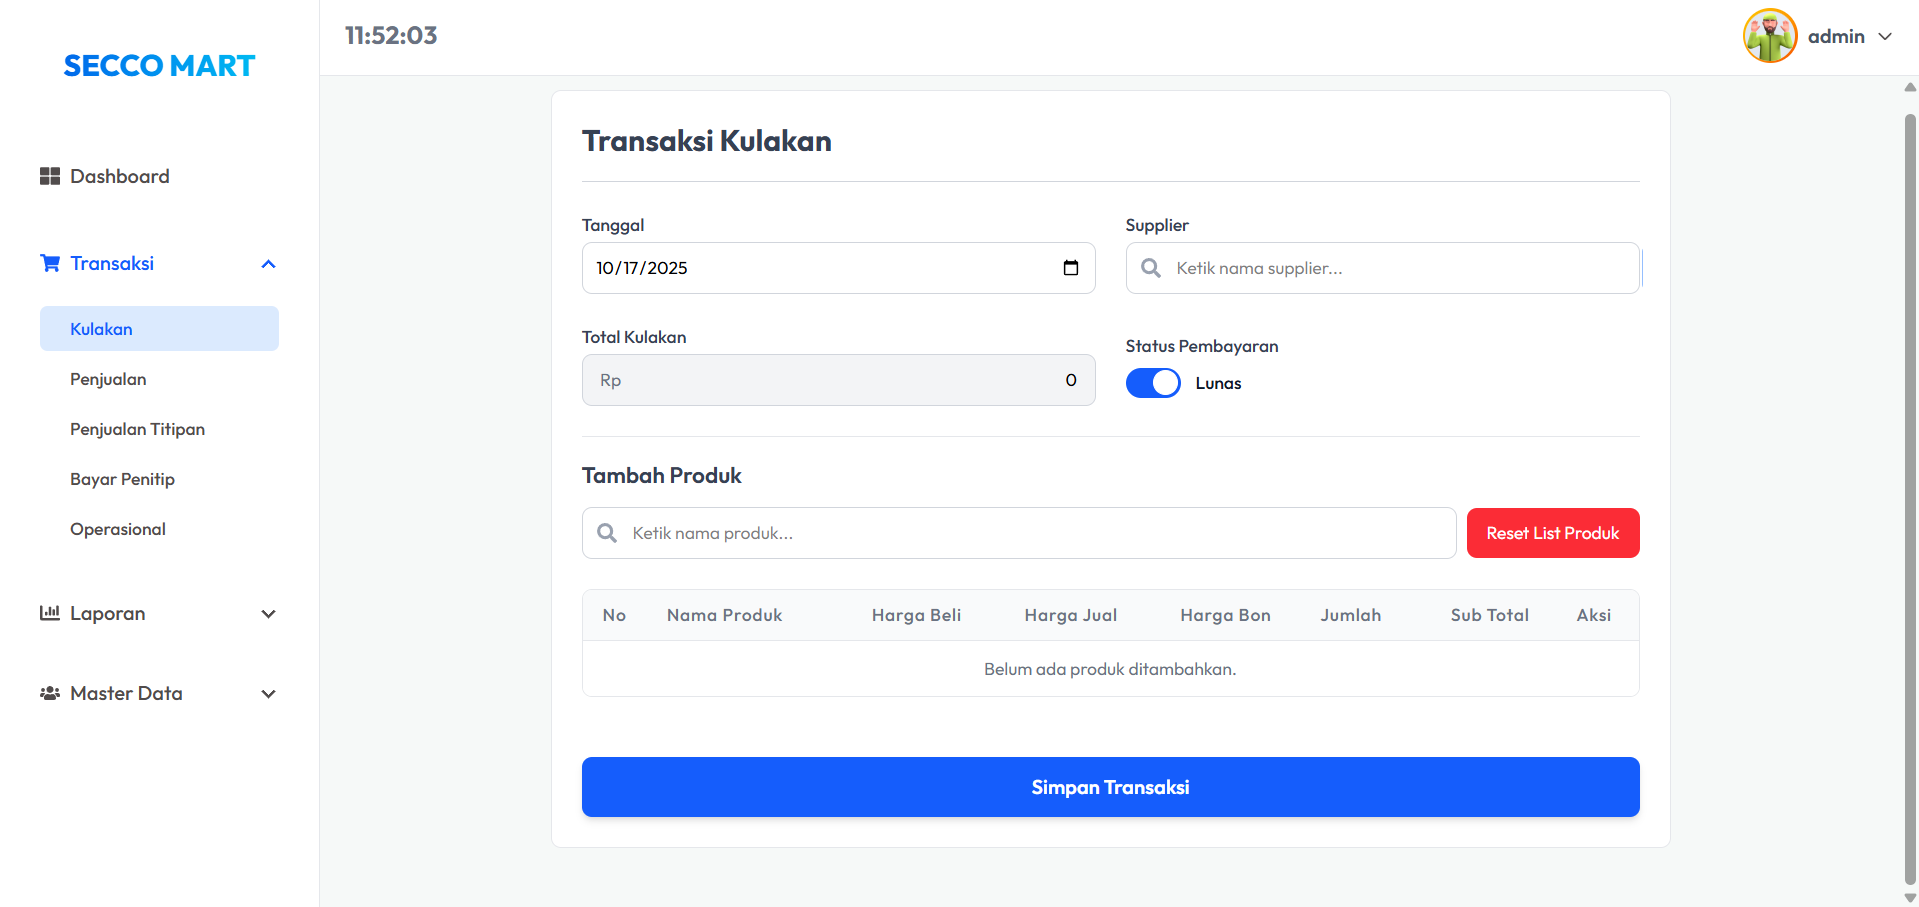 SECCO MART
11:52:03
admin
Dashboard
Transaksi
Kulakan
Penjualan
Penjualan Titipan
Bayar Penitip
Operasional
Laporan
Master Data
Transaksi Kulakan
Tanggal
10/17/2025
Supplier
Ketik nama supplier...
Total Kulakan
Rp 0
Status Pembayaran
Lunas
Tambah Produk
Ketik nama produk...
Reset List Produk
No Nama Produk Harga Beli Harga Jual Harga Bon Jumlah Sub Total Aksi
Belum ada produk ditambahkan.
Simpan Transaksi